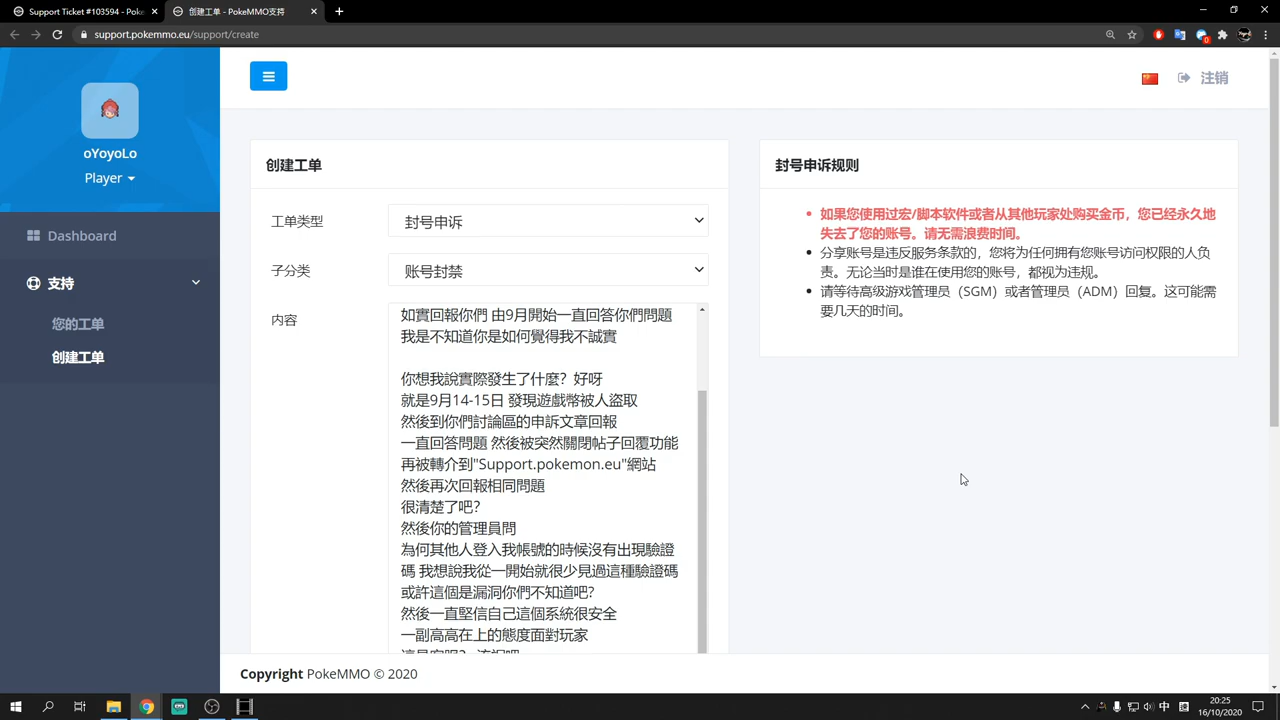 Support Ticket #103594 - Poke
创建工单 - PokeMMO支持
support.pokemmo.eu/support/create
oYoyoLo
Player
Dashboard
支持
您的工单
创建工单
注销
创建工单
工单类型
封号申诉
子分类
账号封禁
内容
如實回報你們 由9月開始一直回答你們問題
我是不知道你是如何覺得我不誠實
你想我說實際發生了什麼？好呀
就是9月14-15日 發現遊戲幣被人盜取
然後到你們討論區的申訴文章回報
一直回答問題 然後被突然關閉帖子回覆功能
再被轉介到"Support.pokemon.eu"網站
然後再次回報相同問題
很清楚了吧？
然後你的管理員問
為何其他人登入我帳號的時候沒有出現驗證
碼 我想說我從一開始就很少見過這種驗證碼
或許這個是漏洞你們不知道吧?
然後一直堅信自己這個系統很安全
一副高高在上的態度面對玩家
封号申诉规则
如果您使用过宏/脚本软件或者从其他玩家处购买金币，您已经永久地
失去了您的账号。请无需浪费时间。
分享账号是违反服务条款的，您将为任何拥有您账号访问权限的人负
责。无论当时是谁在使用您的账号，都视为违规。
请等待高级游戏管理员（SGM）或者管理员（ADM）回复。这可能需
要几天的时间。
Copyright PokeMMO © 2020
中
20:25
16/10/2020